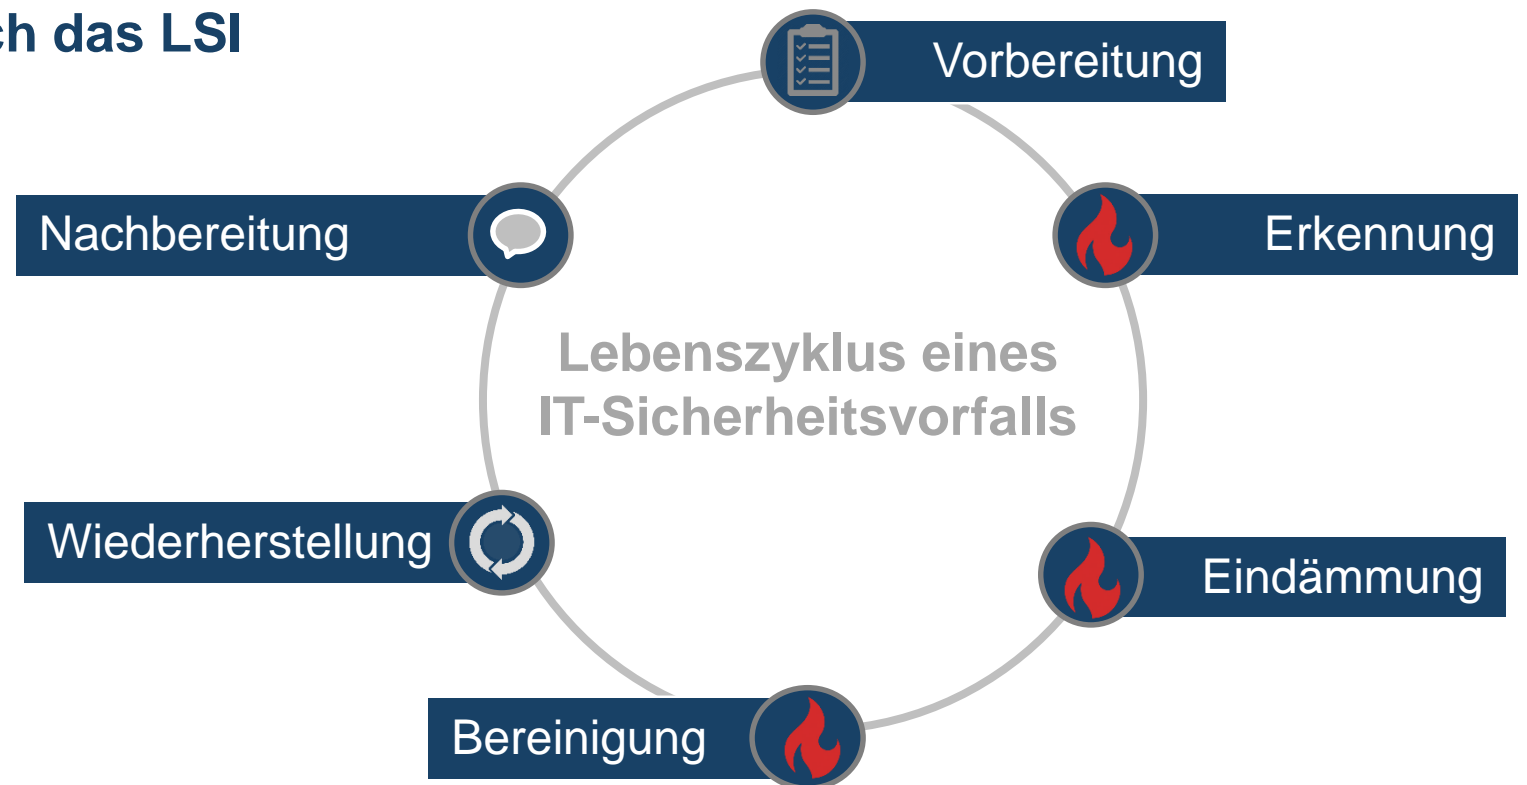 ch das LSI
Vorbereitung
Nachbereitung
Erkennung
Lebenszyklus eines
IT-Sicherheitsvorfalls
Wiederherstellung
Eindämmung
Bereinigung